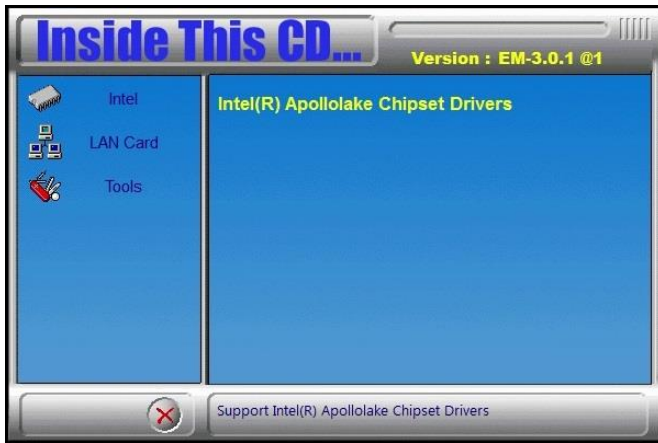 Inside This CD...
Version : EM-3.0.1 @1
Intel
LAN Card
Tools
Intel(R) Apollolake Chipset Drivers
Support Intel(R) Apollolake Chipset Drivers